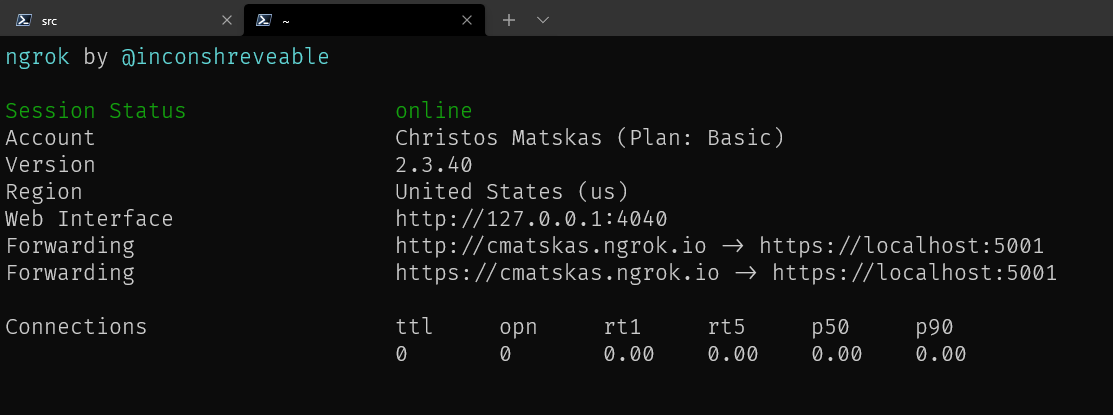 src
~
ngrok by @inconshreveable
Session Status online
Account Christos Matskas (Plan: Basic)
Version 2.3.40
Region United States (us)
Web Interface http://127.0.0.1:4040
Forwarding http://cmatskas.ngrok.io -> https://localhost:5001
Forwarding https://cmatskas.ngrok.io -> https://localhost:5001
Connections ttl opn rt1 rt5 p50 p90
0 0 0.00 0.00 0.00 0.00